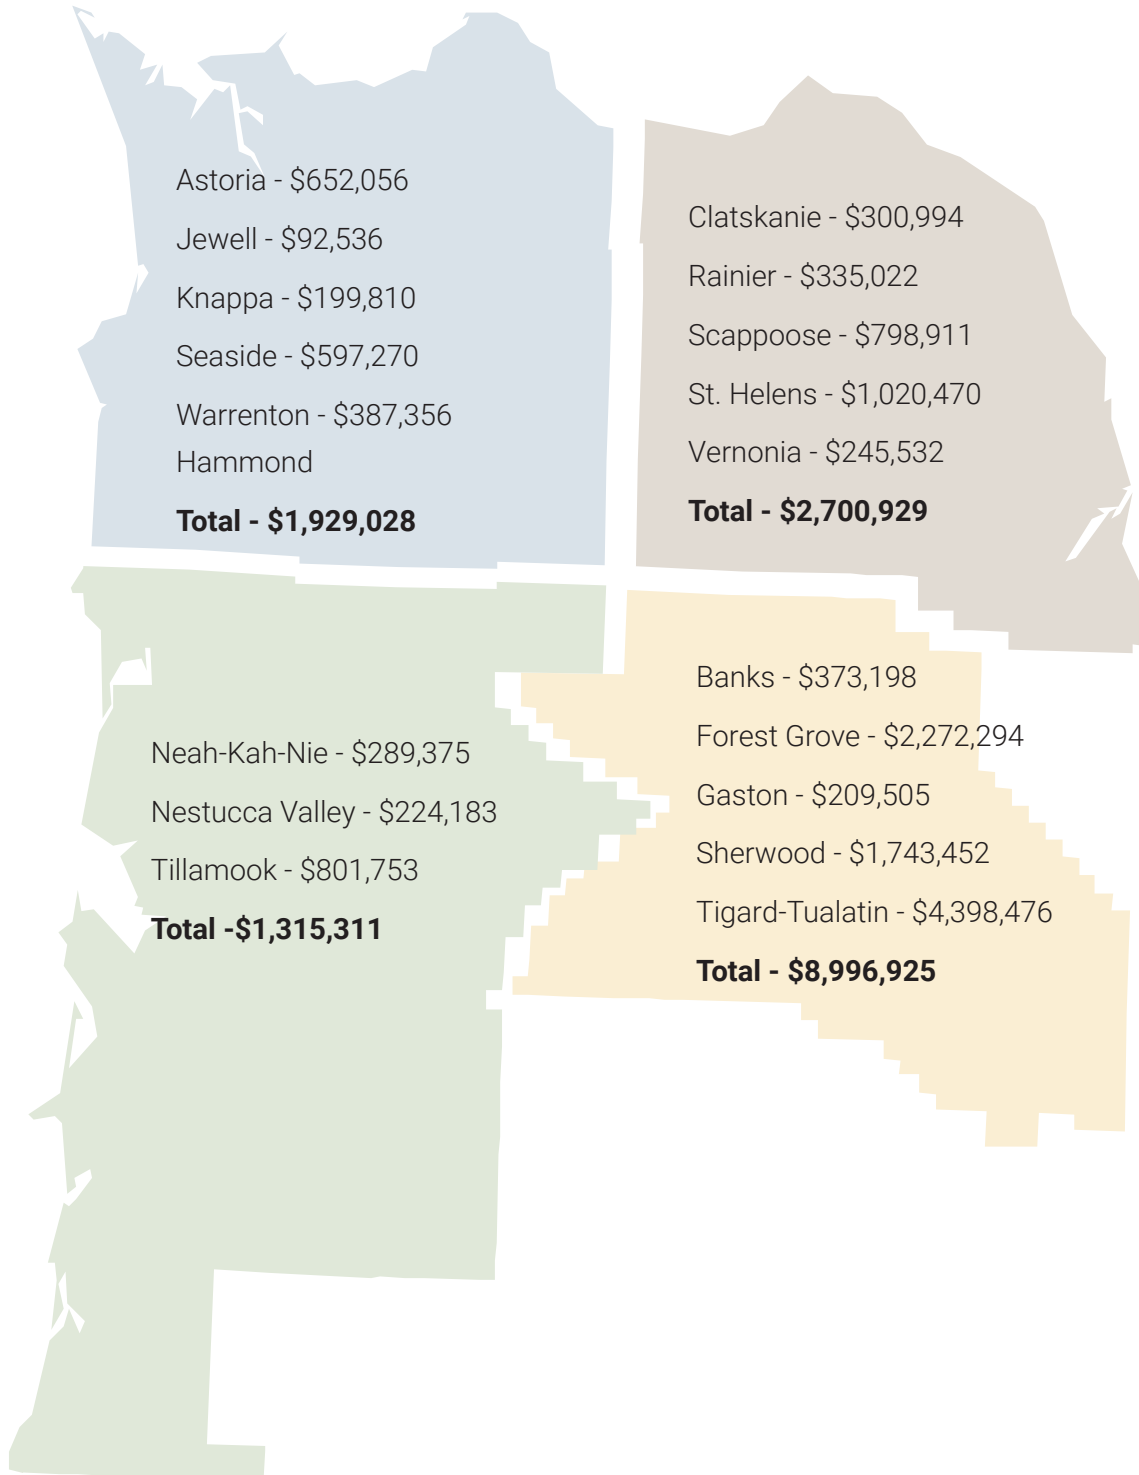 Astoria - $652,056
Jewell - $92,536
Knappa - $199,810
Seaside - $597,270
Warrenton - $387,356
Hammond
Total - $1,929,028
Clatskanie - $300,994
Rainier - $335,022
Scappoose - $798,911
St. Helens - $1,020,470
Vernonia - $245,532
Total - $2,700,929
Neah-Kah-Nie - $289,375
Nestucca Valley - $224,183
Tillamook - $801,753
Total -$1,315,311
Banks - $373,198
Forest Grove - $2,272,294
Gaston - $209,505
Sherwood - $1,743,452
Tigard-Tualatin - $4,398,476
Total - $8,996,925